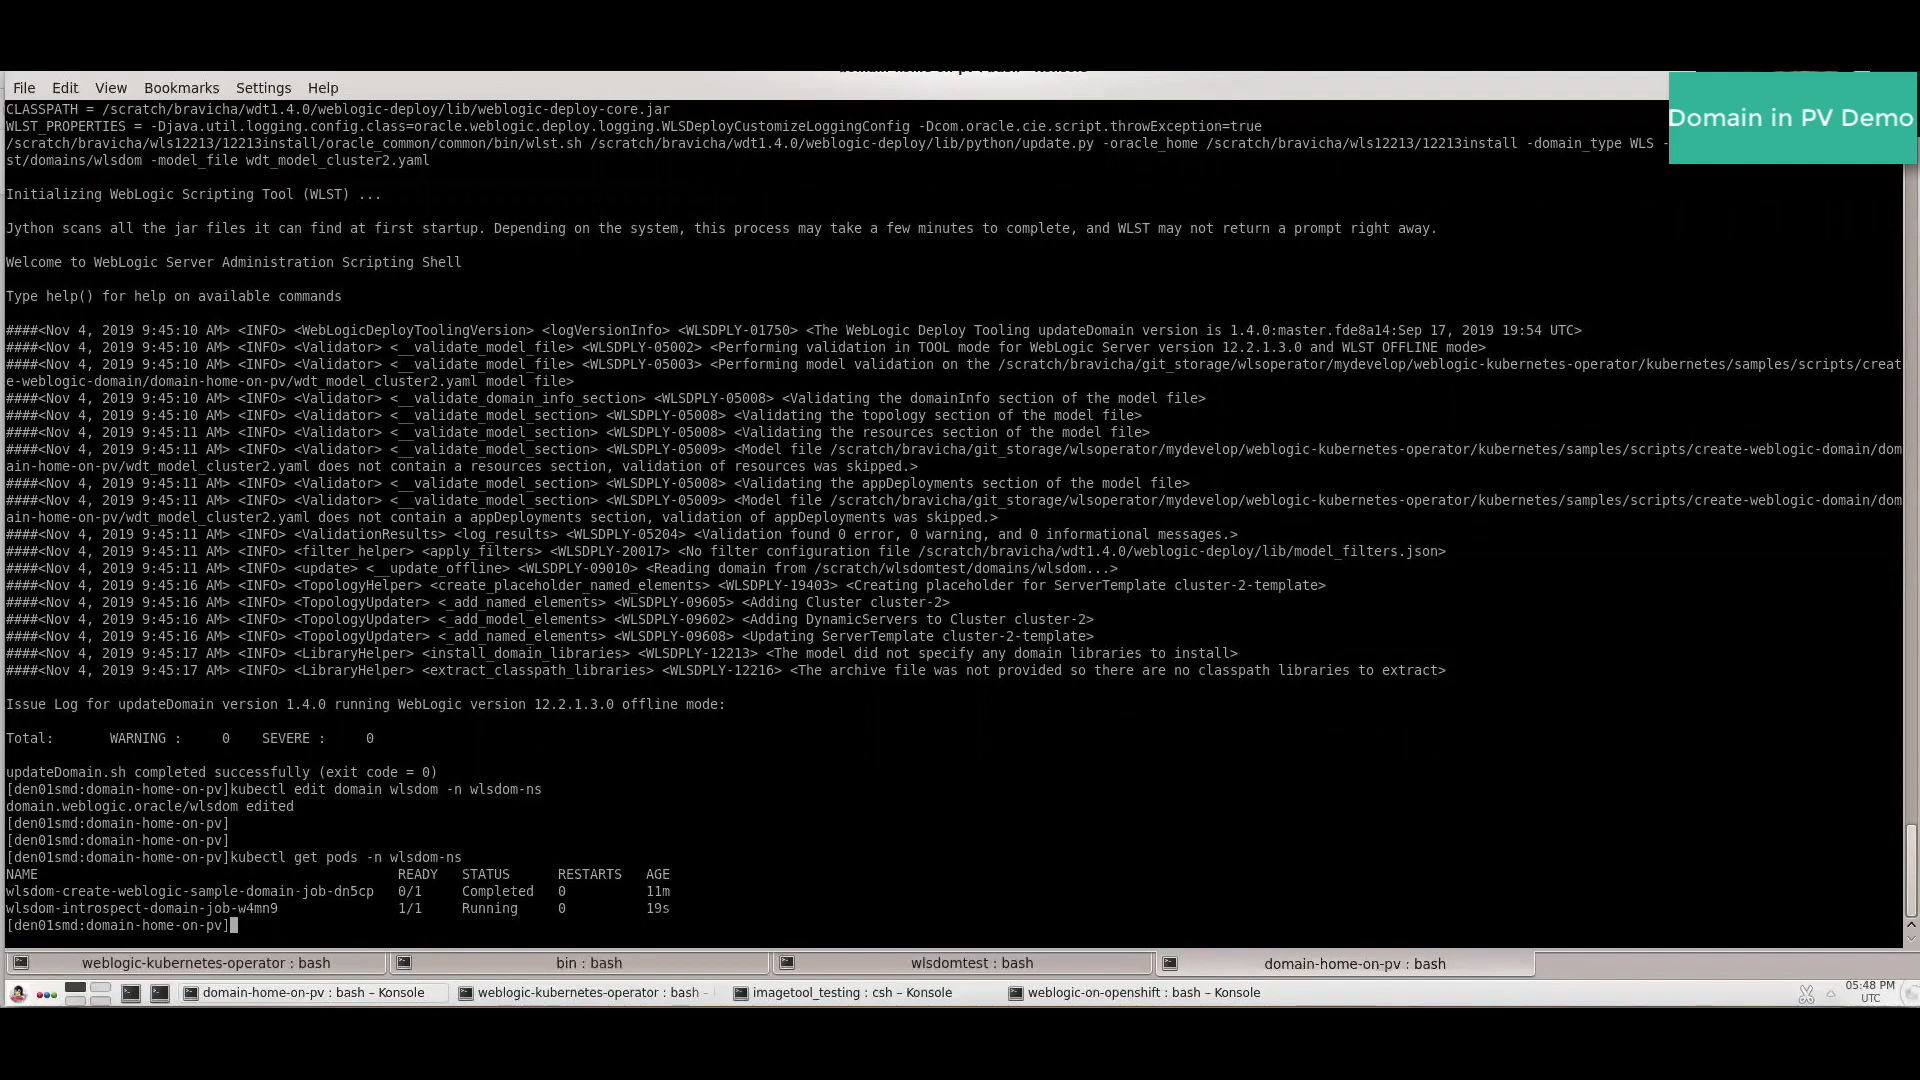 File Edit View Bookmarks Settings Help
Domain in PV Demo
CLASSPATH = /scratch/bravicha/wdt1.4.0/weblogic-deploy/lib/weblogic-deploy-core.jar
WLST_PROPERTIES = -Djava.util.logging.config.class=oracle.weblogic.deploy.logging.WLSDeployCustomizeLoggingConfig -Dcom.oracle.cie.script.throwException=true
/scratch/bravicha/wls12213/12213install/oracle_common/common/bin/wlst.sh /scratch/bravicha/wdt1.4.0/weblogic-deploy/lib/python/update.py -oracle_home /scratch/bravicha/wls12213/12213install -domain_type WLS -
st/domains/wlsdom -model_file wdt_model_cluster2.yaml
Initializing WebLogic Scripting Tool (WLST) ...
Jython scans all the jar files it can find at first startup. Depending on the system, this process may take a few minutes to complete, and WLST may not return a prompt right away.
Welcome to WebLogic Server Administration Scripting Shell
Type help() for help on available commands
####<Nov 4, 2019 9:45:10 AM> <INFO> <WebLogicDeployToolingVersion> <logVersionInfo> <WLSDPLY-01750> <The WebLogic Deploy Tooling updateDomain version is 1.4.0:master.fde8a14:Sep 17, 2019 19:54 UTC>
####<Nov 4, 2019 9:45:10 AM> <INFO> <Validator> <__validate_model_file> <WLSDPLY-05002> <Performing validation in TOOL mode for WebLogic Server version 12.2.1.3.0 and WLST OFFLINE mode>
####<Nov 4, 2019 9:45:10 AM> <INFO> <Validator> <__validate_model_file> <WLSDPLY-05003> <Performing model validation on the /scratch/bravicha/git_storage/wlsoperator/mydevelop/weblogic-kubernetes-operator/kubernetes/samples/scripts/creat
e-weblogic-domain/domain-home-on-pv/wdt_model_cluster2.yaml model file>
####<Nov 4, 2019 9:45:10 AM> <INFO> <Validator> <__validate_domain_info_section> <WLSDPLY-05008> <Validating the domainInfo section of the model file>
####<Nov 4, 2019 9:45:10 AM> <INFO> <Validator> <__validate_model_section> <WLSDPLY-05008> <Validating the topology section of the model file>
####<Nov 4, 2019 9:45:11 AM> <INFO> <Validator> <__validate_model_section> <WLSDPLY-05008> <Validating the resources section of the model file>
####<Nov 4, 2019 9:45:11 AM> <INFO> <Validator> <__validate_model_section> <WLSDPLY-05009> <Model file /scratch/bravicha/git_storage/wlsoperator/mydevelop/weblogic-kubernetes-operator/kubernetes/samples/scripts/create-weblogic-domain/dom
ain-home-on-pv/wdt_model_cluster2.yaml does not contain a resources section, validation of resources was skipped.>
####<Nov 4, 2019 9:45:11 AM> <INFO> <Validator> <__validate_model_section> <WLSDPLY-05008> <Validating the appDeployments section of the model file>
####<Nov 4, 2019 9:45:11 AM> <INFO> <Validator> <__validate_model_section> <WLSDPLY-05009> <Model file /scratch/bravicha/git_storage/wlsoperator/mydevelop/weblogic-kubernetes-operator/kubernetes/samples/scripts/create-weblogic-domain/dom
ain-home-on-pv/wdt_model_cluster2.yaml does not contain a appDeployments section, validation of appDeployments was skipped.>
####<Nov 4, 2019 9:45:11 AM> <INFO> <ValidationResults> <log_results> <WLSDPLY-05204> <Validation found 0 error, 0 warning, and 0 informational messages.>
####<Nov 4, 2019 9:45:11 AM> <INFO> <filter_helper> <apply_filters> <WLSDPLY-20017> <No filter configuration file /scratch/bravicha/wdt1.4.0/weblogic-deploy/lib/model_filters.json>
####<Nov 4, 2019 9:45:11 AM> <INFO> <update> <__update_offline> <WLSDPLY-09010> <Reading domain from /scratch/wlsdomtest/domains/wlsdom...>
####<Nov 4, 2019 9:45:16 AM> <INFO> <TopologyHelper> <create_placeholder_named_elements> <WLSDPLY-19403> <Creating placeholder for ServerTemplate cluster-2-template>
####<Nov 4, 2019 9:45:16 AM> <INFO> <TopologyUpdater> <_add_named_elements> <WLSDPLY-09605> <Adding Cluster cluster-2>
####<Nov 4, 2019 9:45:16 AM> <INFO> <TopologyUpdater> <_add_model_elements> <WLSDPLY-09602> <Adding DynamicServers to Cluster cluster-2>
####<Nov 4, 2019 9:45:16 AM> <INFO> <TopologyUpdater> <_add_named_elements> <WLSDPLY-09608> <Updating ServerTemplate cluster-2-template>
####<Nov 4, 2019 9:45:17 AM> <INFO> <LibraryHelper> <install_domain_libraries> <WLSDPLY-12213> <The model did not specify any domain libraries to install>
####<Nov 4, 2019 9:45:17 AM> <INFO> <LibraryHelper> <extract_classpath_libraries> <WLSDPLY-12216> <The archive file was not provided so there are no classpath libraries to extract>
Issue Log for updateDomain version 1.4.0 running WebLogic version 12.2.1.3.0 offline mode:
Total: WARNING : 0 SEVERE : 0
updateDomain.sh completed successfully (exit code = 0)
[den01smd:domain-home-on-pv]kubectl edit domain wlsdom -n wlsdom-ns
domain.weblogic.oracle/wlsdom edited
[den01smd:domain-home-on-pv]
[den01smd:domain-home-on-pv]
[den01smd:domain-home-on-pv]kubectl get pods -n wlsdom-ns
NAME READY STATUS RESTARTS AGE
wlsdom-create-weblogic-sample-domain-job-dn5cp 0/1 Completed 0 11m
wlsdom-introspect-domain-job-w4mn9 1/1 Running 0 19s
[den01smd:domain-home-on-pv]
weblogic-kubernetes-operator : bash bin : bash wlsdomtest : bash domain-home-on-pv : bash
domain-home-on-pv : bash – Konsole weblogic-kubernetes-operator : bash – imagetool_testing : csh – Konsole weblogic-on-openshift : bash – Konsole 05:48 PM
UTC